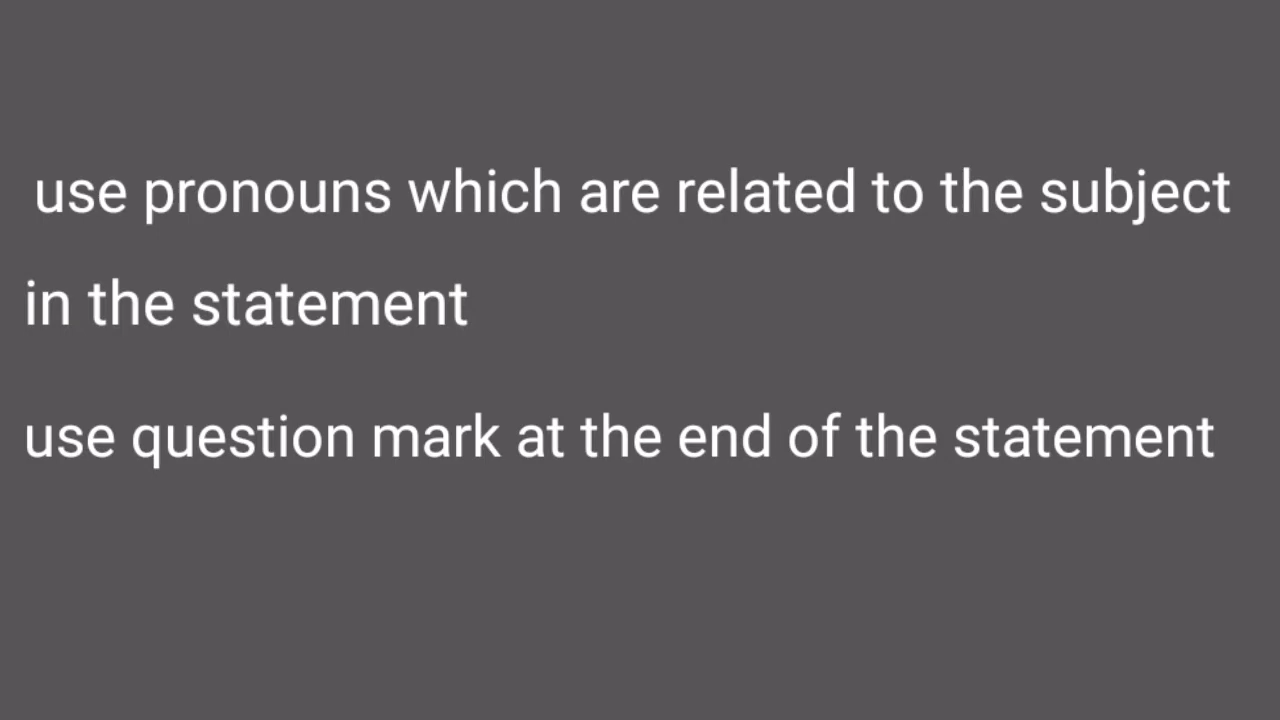 use pronouns which are related to the subject
in the statement
use question mark at the end of the statement